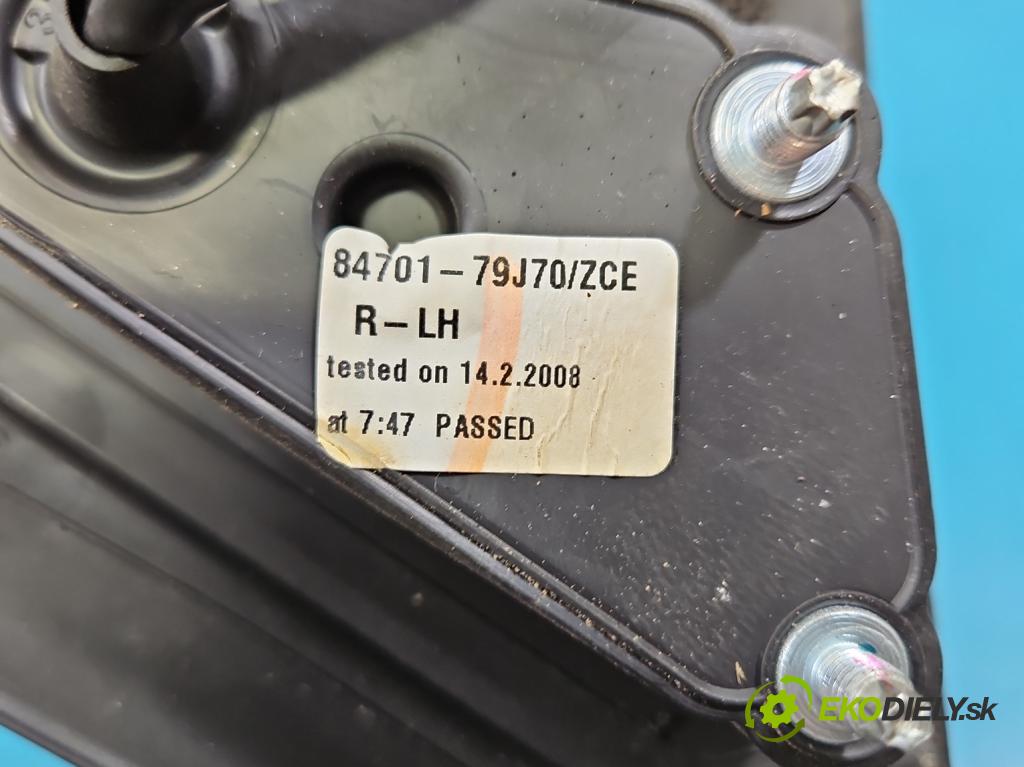 84701-79J70/ZCE
R-LH
tested on 14.2.2008
at 7:47 PASSED
EKODIELY.sk